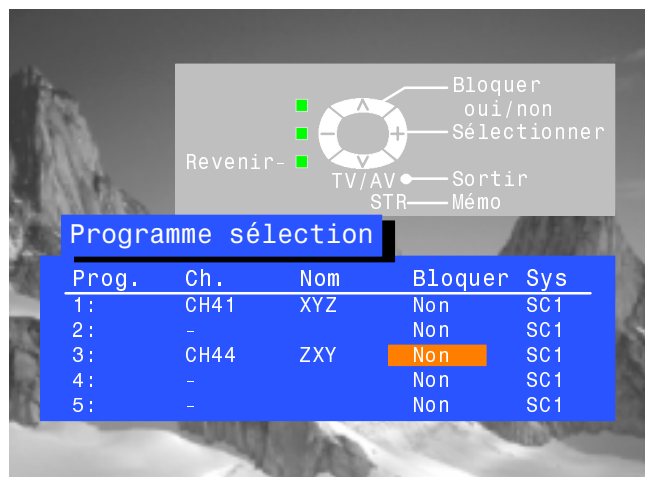 Bloquer
oui/non
Sélectionner
Revenir-
TV/AV Sortir
STR Mémo
Programme sélection
Prog. Ch. Nom Bloquer Sys
1: CH41 XYZ Non SC1
2: - Non SC1
3: CH44 ZXY Non SC1
4: - Non SC1
5: - Non SC1